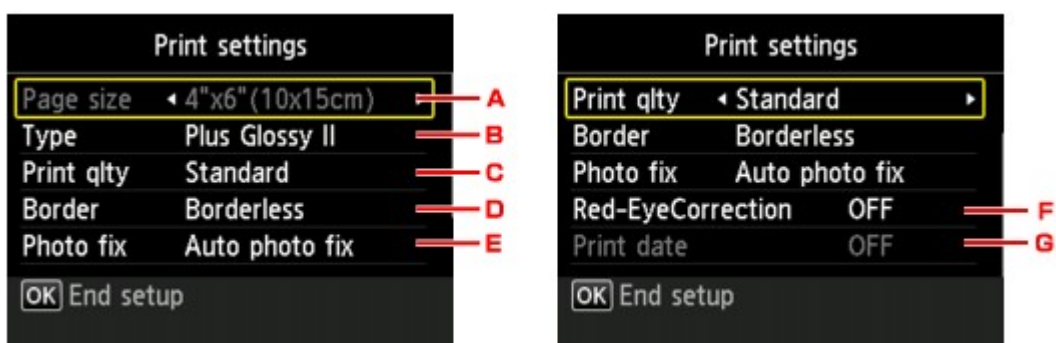 Print settings
Page size 4"x6"(10x15cm) A
Type Plus Glossy II B
Print qlty Standard C
Border Borderless D
Photo fix Auto photo fix E
OK End setup
Print settings
Print qlty Standard
Border Borderless
Photo fix Auto photo fix
Red-EyeCorrection OFF F
Print date OFF G
OK End setup